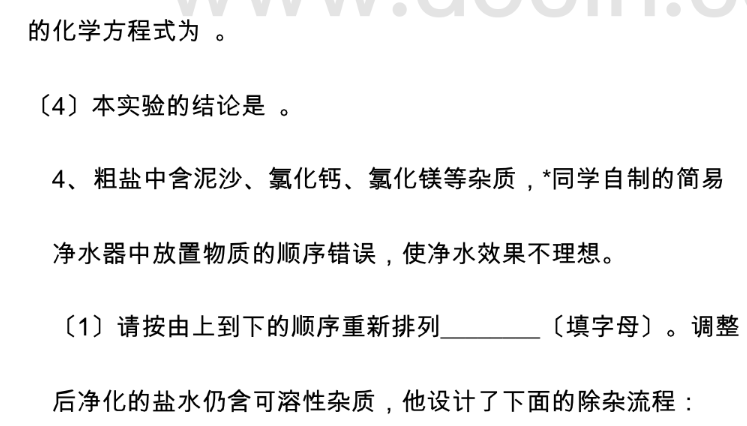 的化学方程式为 。
〔4〕本实验的结论是 。
4、粗盐中含泥沙、氯化钙、氯化镁等杂质，*同学自制的简易
净水器中放置物质的顺序错误，使净水效果不理想。
〔1〕请按由上到下的顺序重新排列________〔填字母〕。调整
后净化的盐水仍含可溶性杂质，他设计了下面的除杂流程：